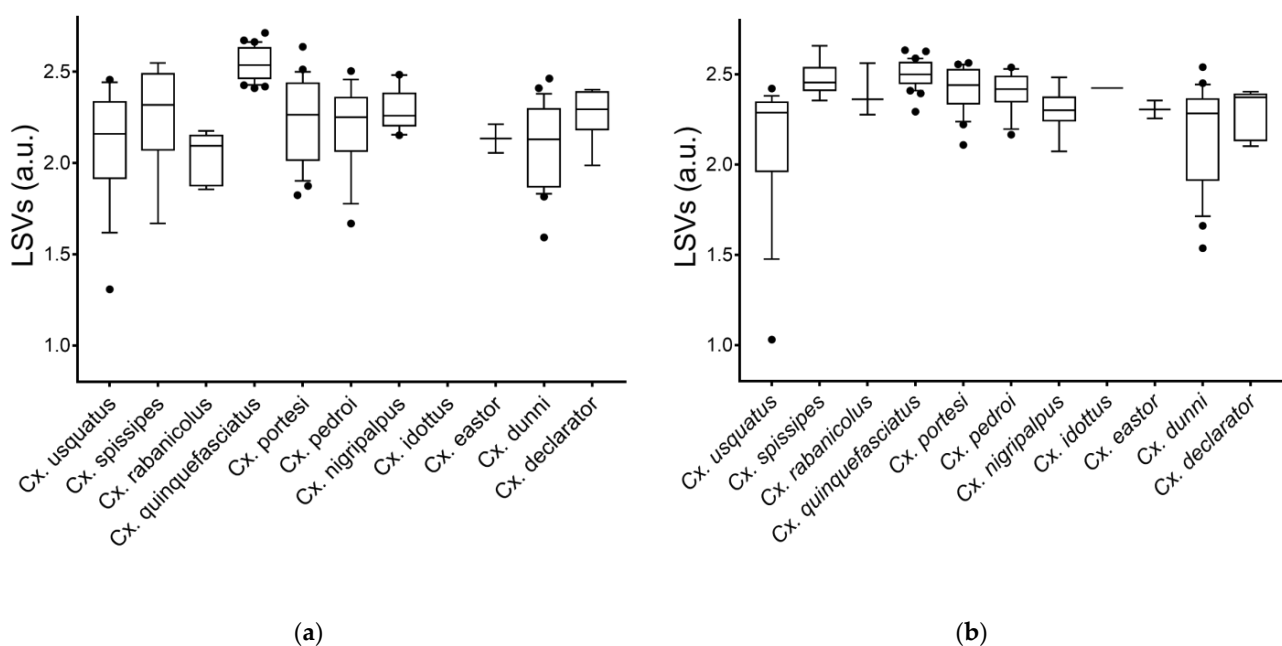 LSVs (a.u.)
2.5
2.0
1.5
1.0
Cx. usquatus
Cx. spissipes
Cx. rabanicolus
Cx. quinquefasciatus
Cx. portesi
Cx. pedroi
Cx. nigripalpus
Cx. idottus
Cx. eastor
Cx. dunni
Cx. declarator
(a)
LSVs (a.u.)
2.5
2.0
1.5
1.0
Cx. usquatus
Cx. spissipes
Cx. rabanicolus
Cx. quinquefasciatus
Cx. portesi
Cx. pedroi
Cx. nigripalpus
Cx. idottus
Cx. eastor
Cx. dunni
Cx. declarator
(b)